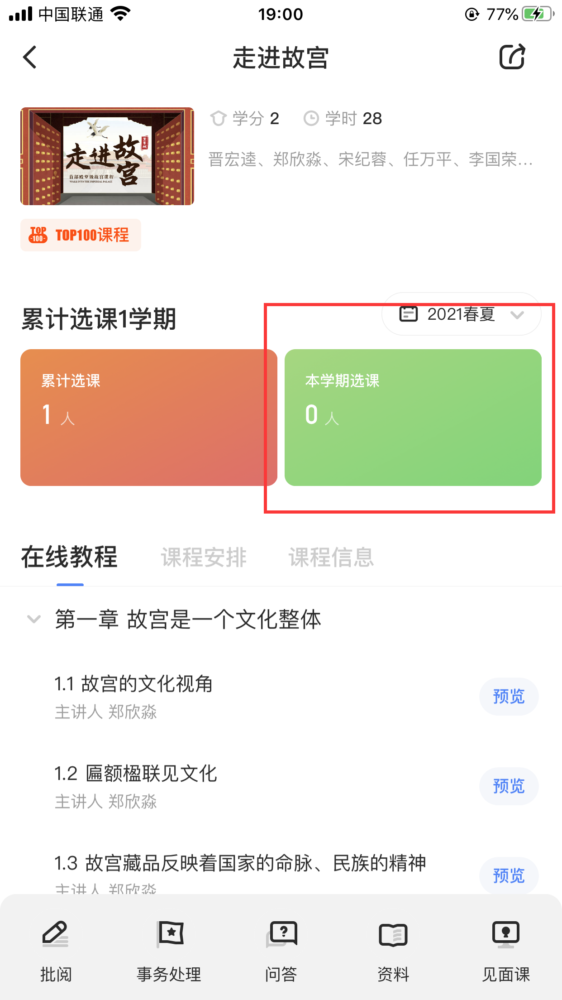 中国联通 19:00 77%
走进故宫
学分 2 学时 28
晋宏逵、郑欣淼、宋纪蓉、任万平、李国荣...
走进故宫
紫禁城
首部殿堂级故宫课程
WALK INTO THE IMPERIAL PALACE
TOP
-100-
TOP100课程
累计选课1学期
2021春夏
累计选课
1 人
本学期选课
0 人
在线教程 课程安排 课程信息
第一章 故宫是一个文化整体
1.1 故宫的文化视角
主讲人 郑欣淼
预览
1.2 匾额楹联见文化
主讲人 郑欣淼
预览
1.3 故宫藏品反映着国家的命脉、民族的精神
主讲人 郑欣淼
预览
批阅 事务处理 问答 资料 见面课